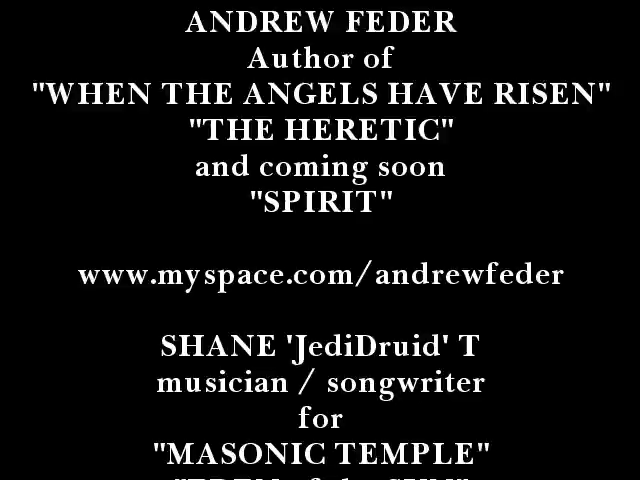 ANDREW FEDER
Author of
"WHEN THE ANGELS HAVE RISEN"
"THE HERETIC"
and coming soon
"SPIRIT"
www.myspace.com/andrewfeder
SHANE 'JediDruid' T
musician / songwriter
for
"MASONIC TEMPLE"